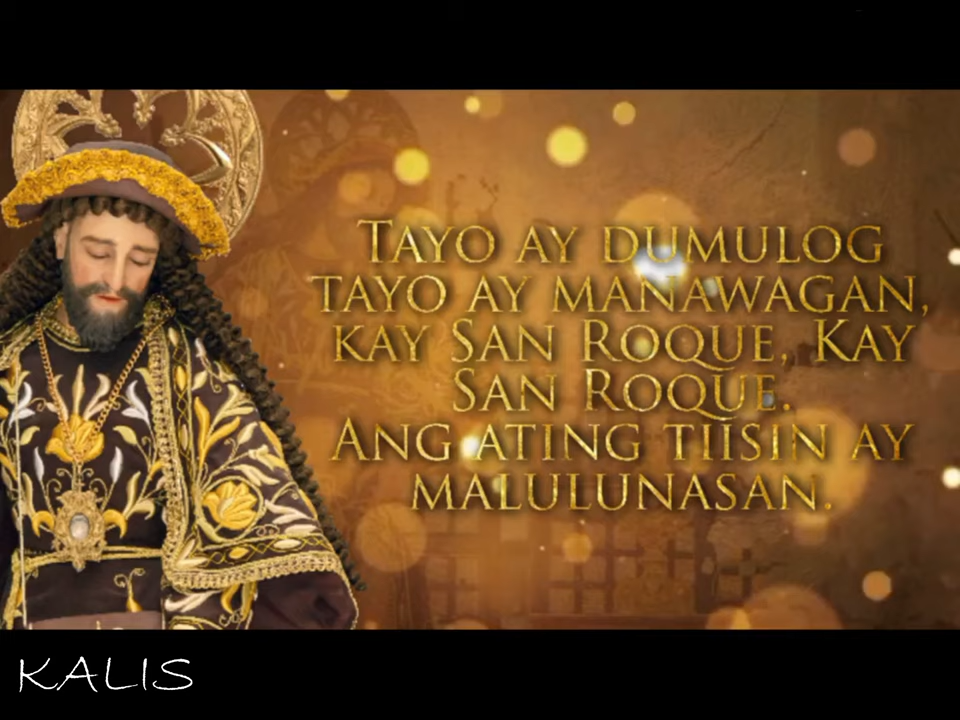 Tayo ay dumulog
tayo ay manawagan,
kay San Roque, Kay
San Roque.
Ang ating tiisin ay
malulunasan.
KALIS